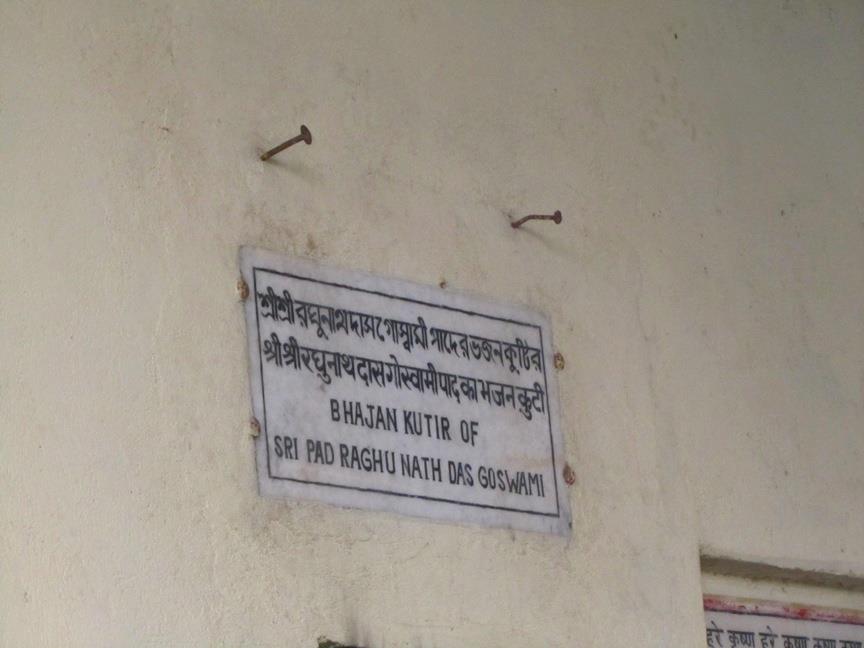 শ্রীশ্রীরঘুনাথদাসগোস্বামী পাদের ভজন কুটির
श्रीश्रीरघुनाथदासगोस्वामीपाद का भजन कुटी
BHAJAN KUTIR OF
SRI PAD RAGHU NATH DAS GOSWAMI
हरे कृष्ण हरे कृष्ण कृष्ण